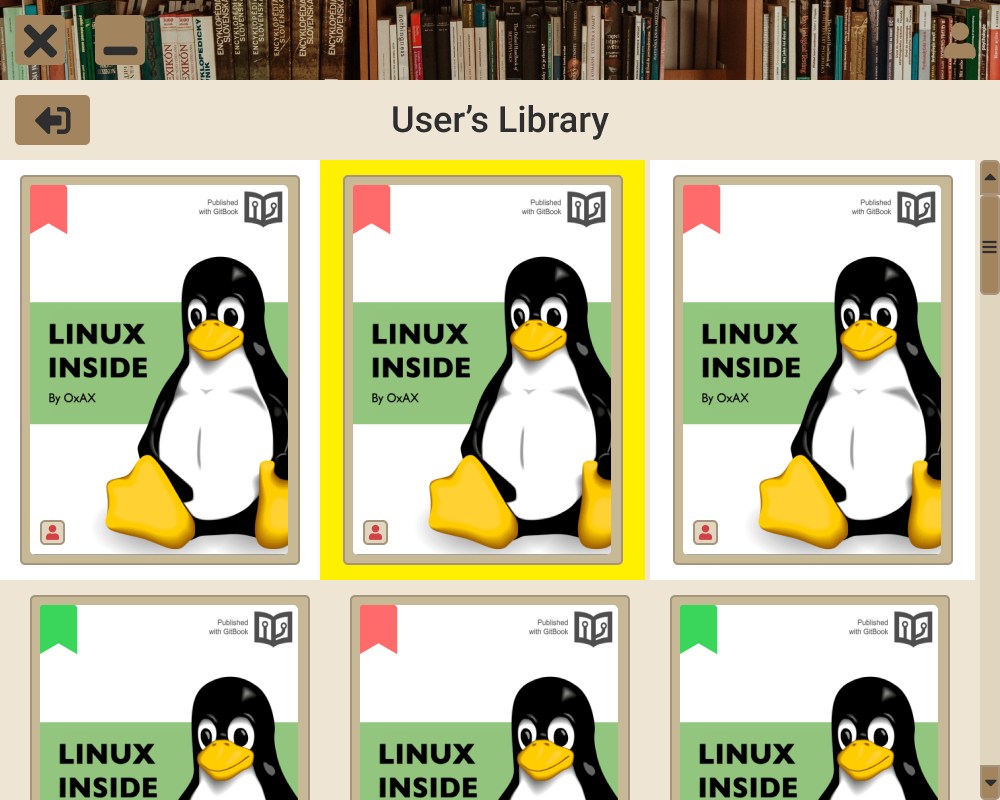 ENCYKLOPÉDIA SLOVENSKA
User's Library
Published
with GitBook
LINUX
INSIDE
By OxAX
Published
with GitBook
LINUX
INSIDE
By OxAX
Published
with GitBook
LINUX
INSIDE
By OxAX
Published
with GitBook
LINUX
INSIDE
Published
with GitBook
LINUX
INSIDE
Published
with GitBook
LINUX
INSIDE